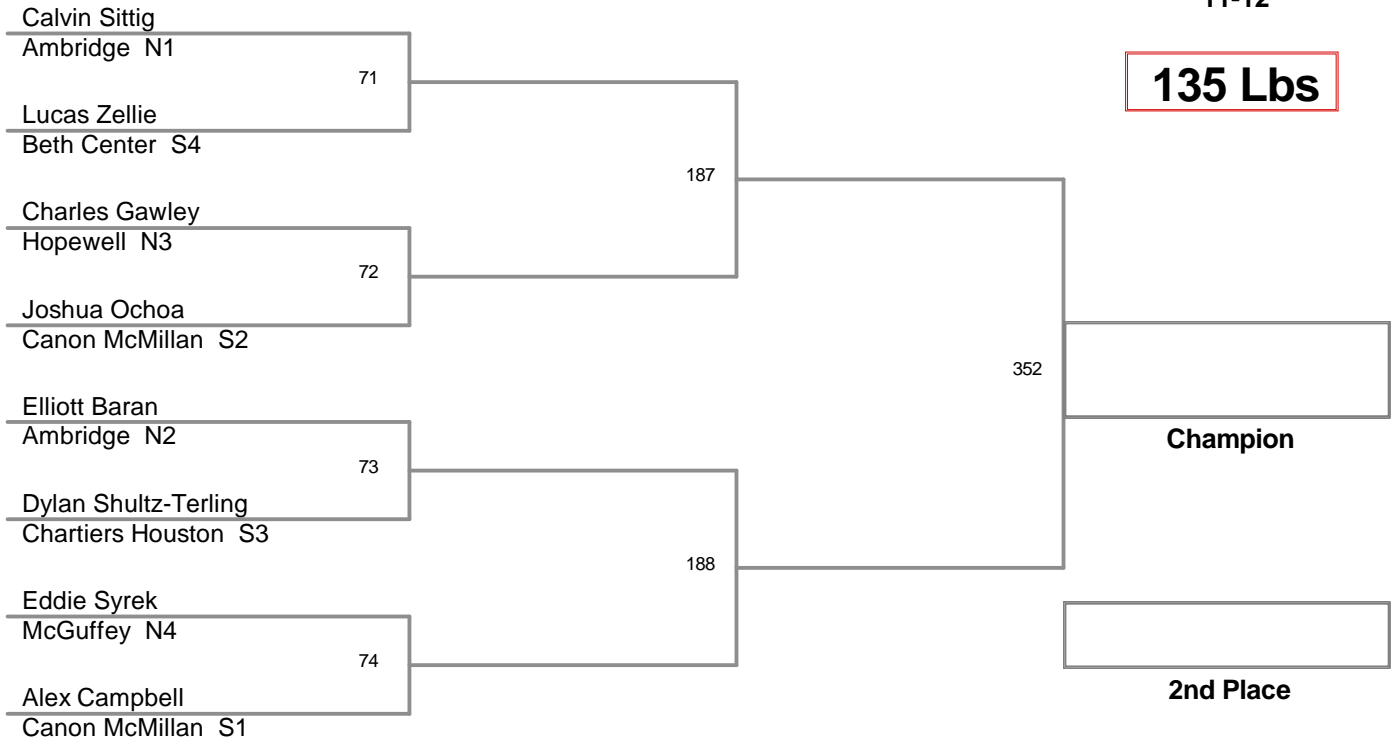 11-12
135 Lbs
Calvin Sittig
Ambridge N1
71
Lucas Zellie
Beth Center S4
187
Charles Gawley
Hopewell N3
72
Joshua Ochoa
Canon McMillan S2
352
Elliott Baran
Ambridge N2
Champion
73
Dylan Shultz-Terling
Chartiers Houston S3
188
Eddie Syrek
McGuffey N4
74
Alex Campbell
2nd Place
Canon McMillan S1